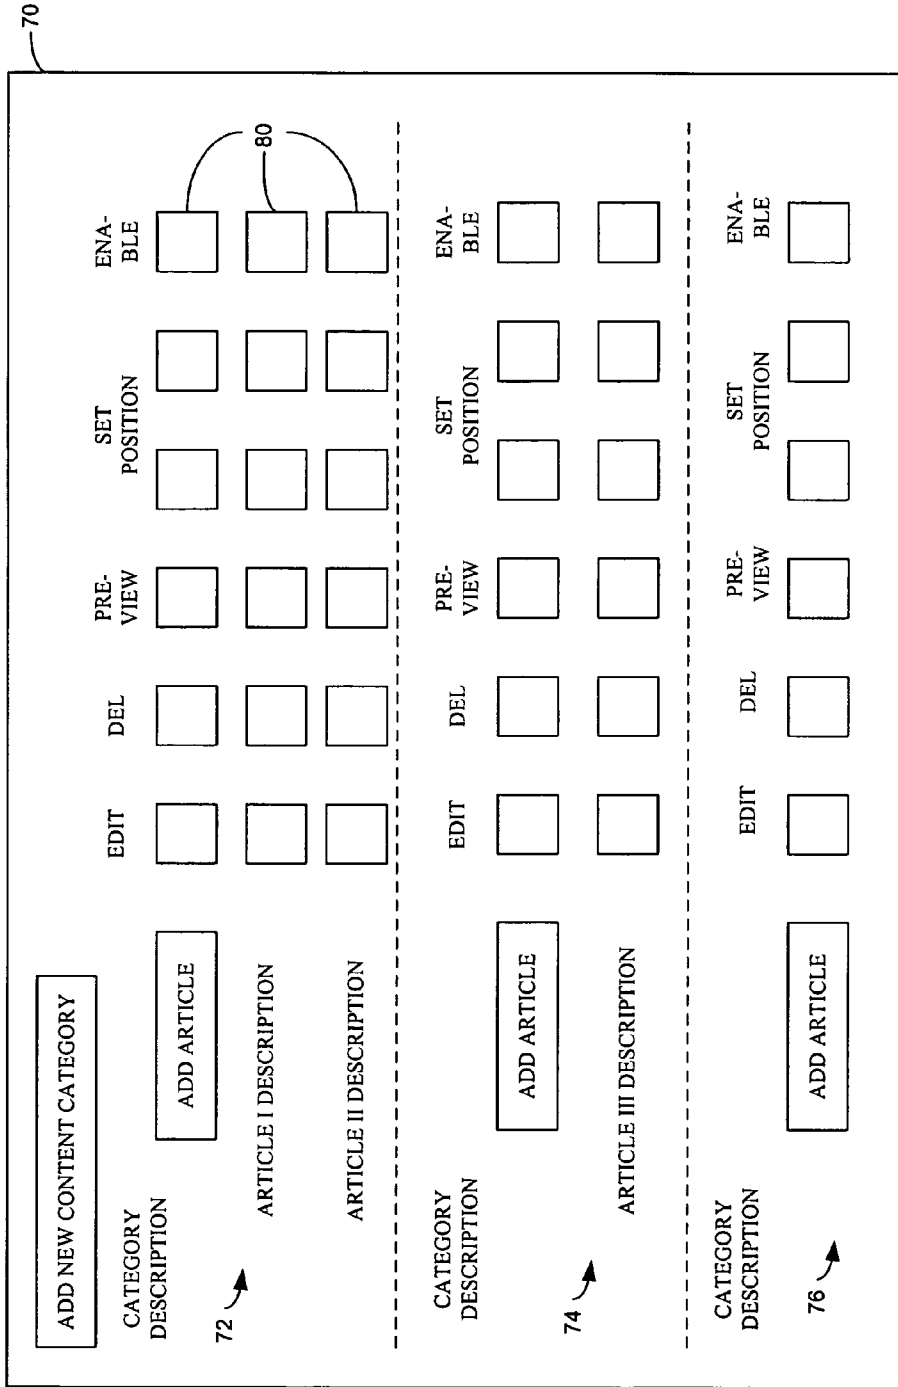 70
ADD NEW CONTENT CATEGORY
CATEGORY
DESCRIPTION
EDIT
DEL
PRE-
VIEW
SET
POSITION
ENA-
BLE
ADD ARTICLE
72
ARTICLE I DESCRIPTION
80
ARTICLE II DESCRIPTION
CATEGORY
DESCRIPTION
EDIT
DEL
PRE-
VIEW
SET
POSITION
ENA-
BLE
ADD ARTICLE
74
ARTICLE III DESCRIPTION
CATEGORY
DESCRIPTION
EDIT
DEL
PRE-
VIEW
SET
POSITION
ENA-
BLE
ADD ARTICLE
76